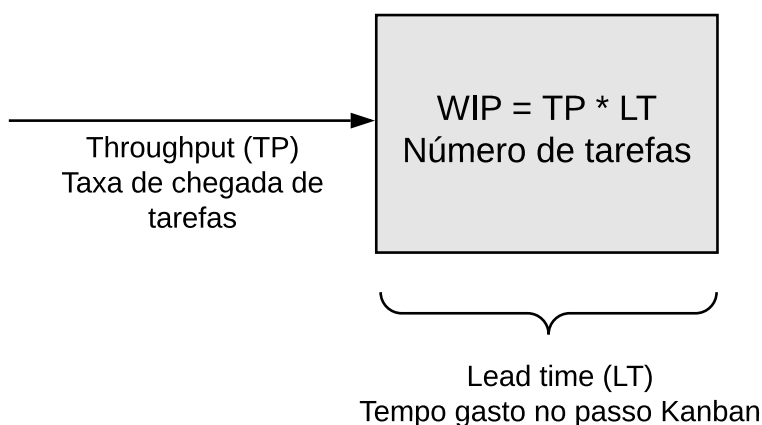 WIP = TP * LT
Número de tarefas
Throughput (TP)
Taxa de chegada de
tarefas
Lead time (LT)
Tempo gasto no passo Kanban